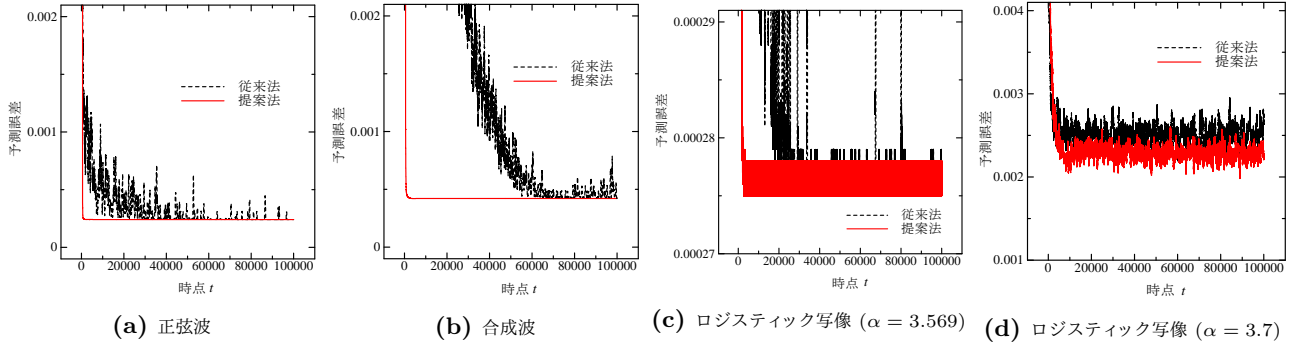 0.002
0.001
0
予測誤差
従来法
提案法
0 20000 40000 60000 80000 100000
時点 t
(a) 正弦波
0.002
0.001
0
予測誤差
従来法
提案法
0 20000 40000 60000 80000 100000
時点 t
(b) 合成波
0.00029
0.00028
0.00027
予測誤差
従来法
提案法
0 20000 40000 60000 80000 100000
時点 t
(c) ロジスティック写像 (α = 3.569)
0.004
0.003
0.002
0.001
予測誤差
従来法
提案法
0 20000 40000 60000 80000 100000
時点 t
(d) ロジスティック写像 (α = 3.7)